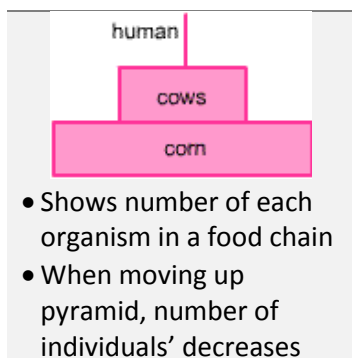 human
cows
corn
• Shows number of each
organism in a food chain
• When moving up
pyramid, number of
individuals’ decreases